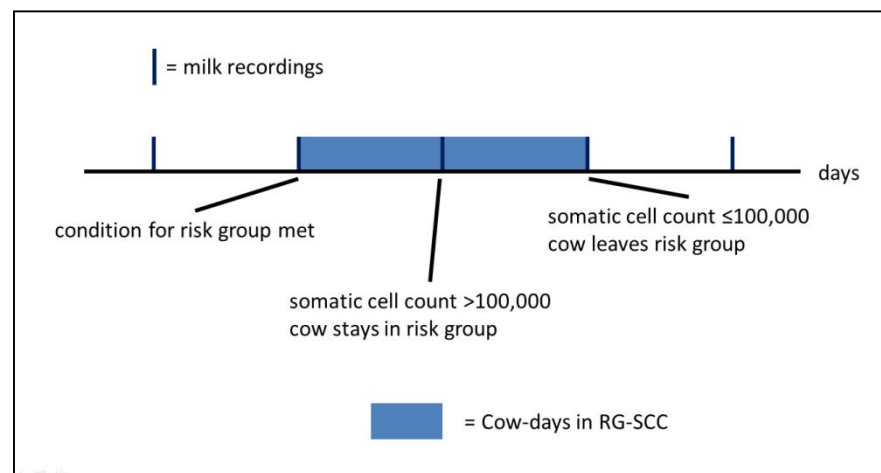 = milk recordings
days
condition for risk group met
somatic cell count ≤100,000
cow leaves risk group
somatic cell count >100,000
cow stays in risk group
= Cow-days in RG-SCC